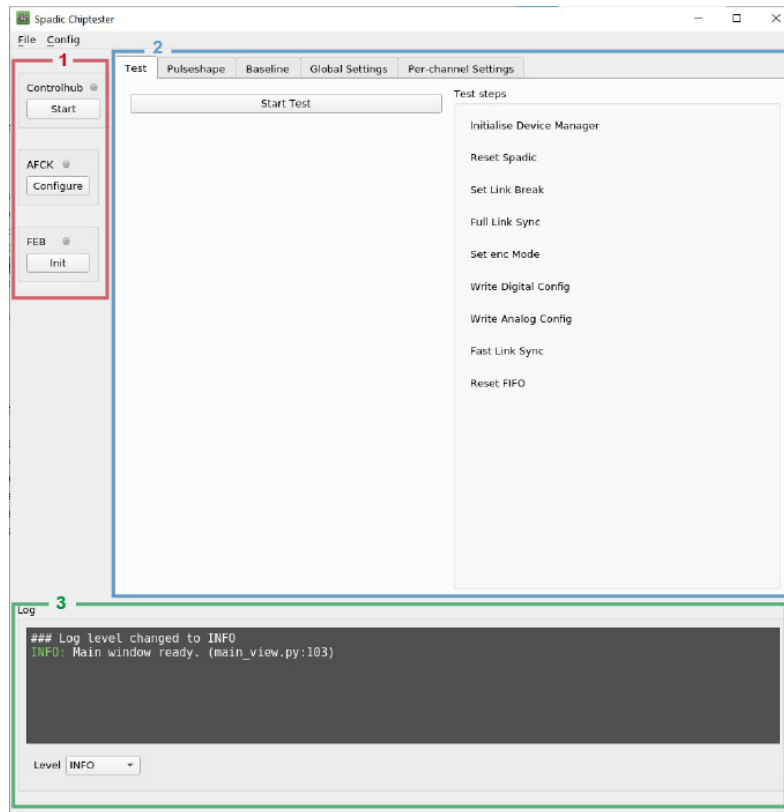 Spadic Chiptester
File Config
1
2
Controlhub
Start
AFCK
Configure
FEB
Init
Test Pulseshape Baseline Global Settings Per-channel Settings
Start Test
Test steps
Initialise Device Manager
Reset Spadic
Set Link Break
Full Link Sync
Set enc Mode
Write Digital Config
Write Analog Config
Fast Link Sync
Reset FIFO
3
Log
### Log level changed to INFO
INFO: Main window ready. (main_view.py:103)
Level INFO